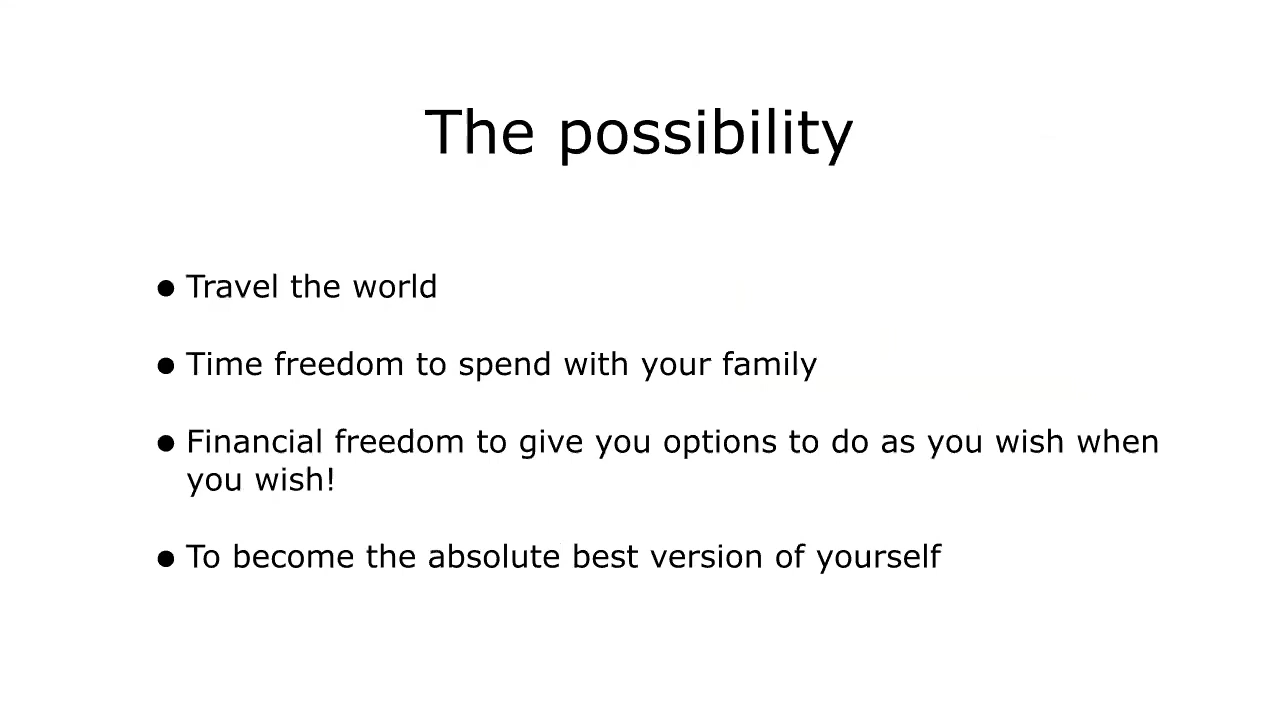 The possibility
• Travel the world
• Time freedom to spend with your family
• Financial freedom to give you options to do as you wish when
you wish!
• To become the absolute best version of yourself